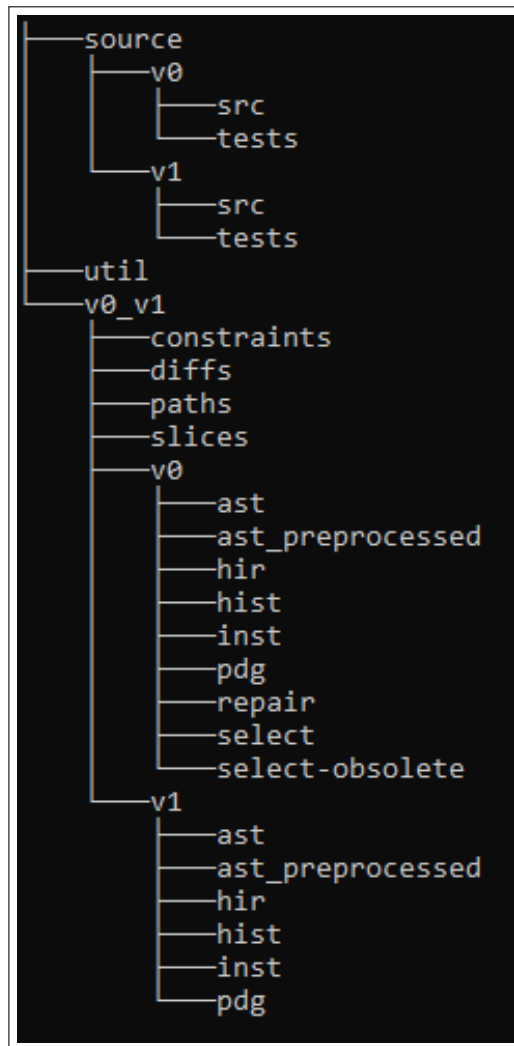 source
v0
src
tests
v1
src
tests
util
v0_v1
constraints
diffs
paths
slices
v0
ast
ast_preprocessed
hir
hist
inst
pdg
repair
select
select-obsolete
v1
ast
ast_preprocessed
hir
hist
inst
pdg